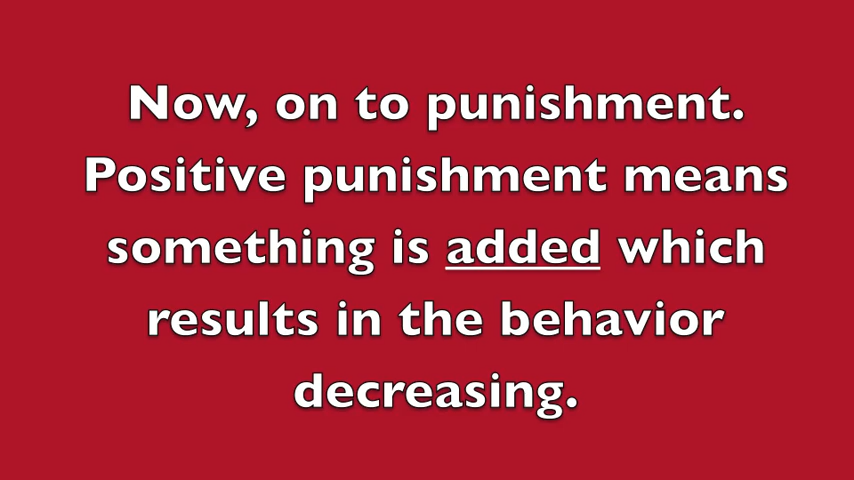 Now, on to punishment.
Positive punishment means
something is added which
results in the behavior
decreasing.